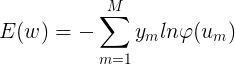 E(w) = -\sum_{m=1}^{M} y_m ln\varphi(u_m)